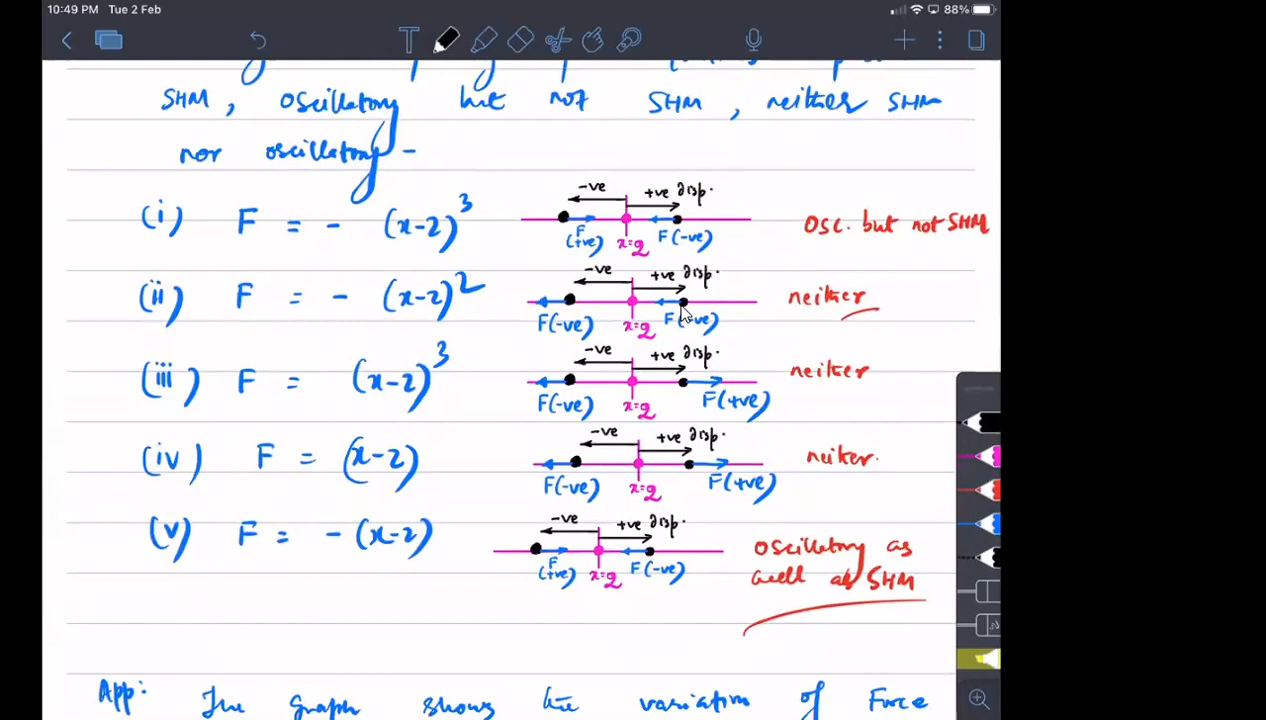 10:49 PM Tue 2 Feb 88%
SHM, oscillatory but not SHM, neither SHM
nor oscillatory -
(i) F = - (x-2)^3 -ve +ve disp. F (+ve) x=2 F(-ve) Osc. but not SHM
(ii) F = - (x-2)^2 -ve +ve disp. F(-ve) x=2 F(-ve) neither
(iii) F = (x-2)^3 -ve +ve disp. F(-ve) x=2 F(+ve) neither
(iv) F = (x-2) -ve +ve disp. F(-ve) x=2 F(+ve) neither.
(v) F = - (x-2) -ve +ve disp. F (+ve) x=2 F(-ve) oscillatory as
well as SHM
App: The graph shows the variation of Force